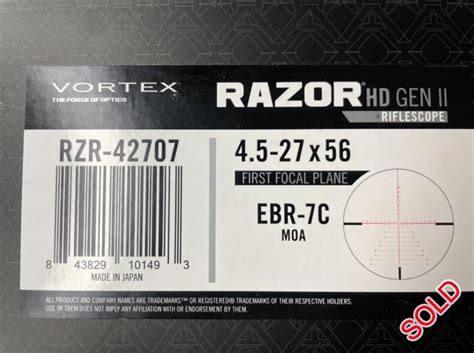 VORTEX
THE FORCE OF OPTICS
RAZOR HD GEN II
RIFLESCOPE
RZR-42707
4.5-27x56
FIRST FOCAL PLANE
EBR-7C
MOA
8 43829 10149 3
MADE IN JAPAN
ALL PRODUCT AND COMPANY NAMES ARE TRADEMARKS™ OR REGISTERED® TRADEMARKS OF THEIR RESPECTIVE HOLDERS.
USE OF THEM DOES NOT IMPLY ANY AFFILIATION WITH OR ENDORSEMENT BY THEM.
SOLD